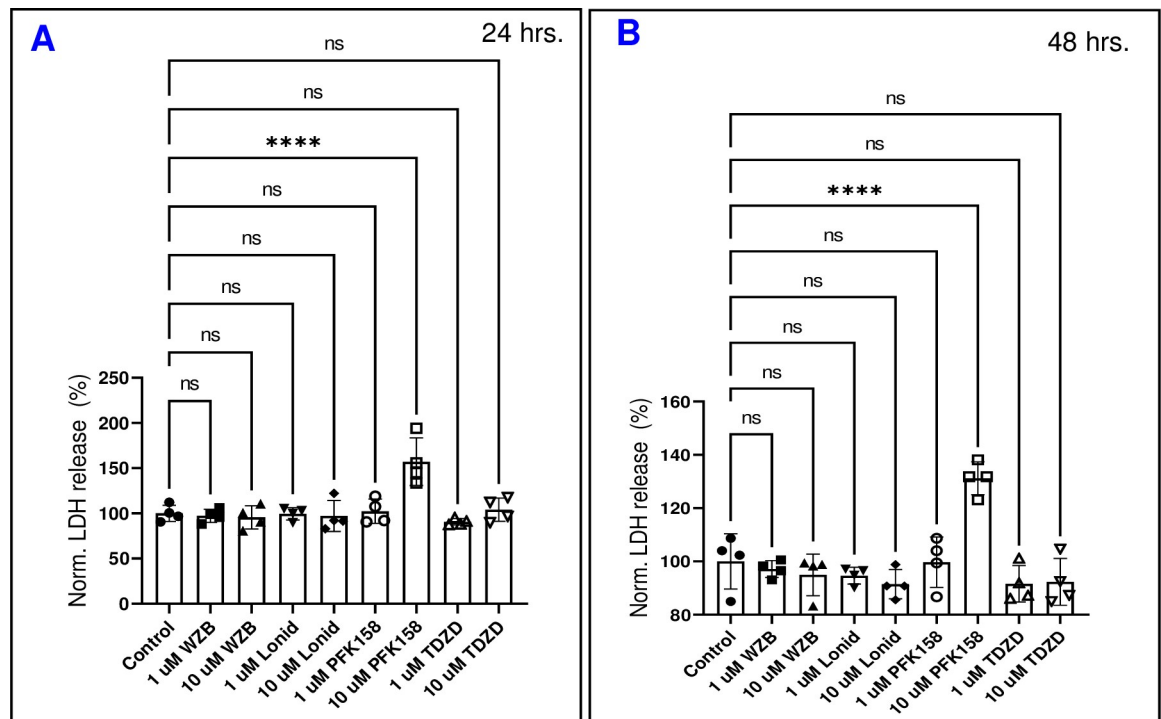 A
24 hrs.
ns
ns
****
ns
ns
ns
ns
ns
Norm. LDH release (%)
250
200
150
100
50
0
Control
1 uM WZB
10 uM WZB
1 uM Lonid
10 uM Lonid
1 uM PFK158
10 uM PFK158
1 uM TDZD
10 uM TDZD
B
48 hrs.
ns
ns
****
ns
ns
ns
ns
ns
Norm. LDH release (%)
160
140
120
100
80
Control
1 uM WZB
10 uM WZB
1 uM Lonid
10 uM Lonid
1 uM PFK158
10 uM PFK158
1 uM TDZD
10 uM TDZD